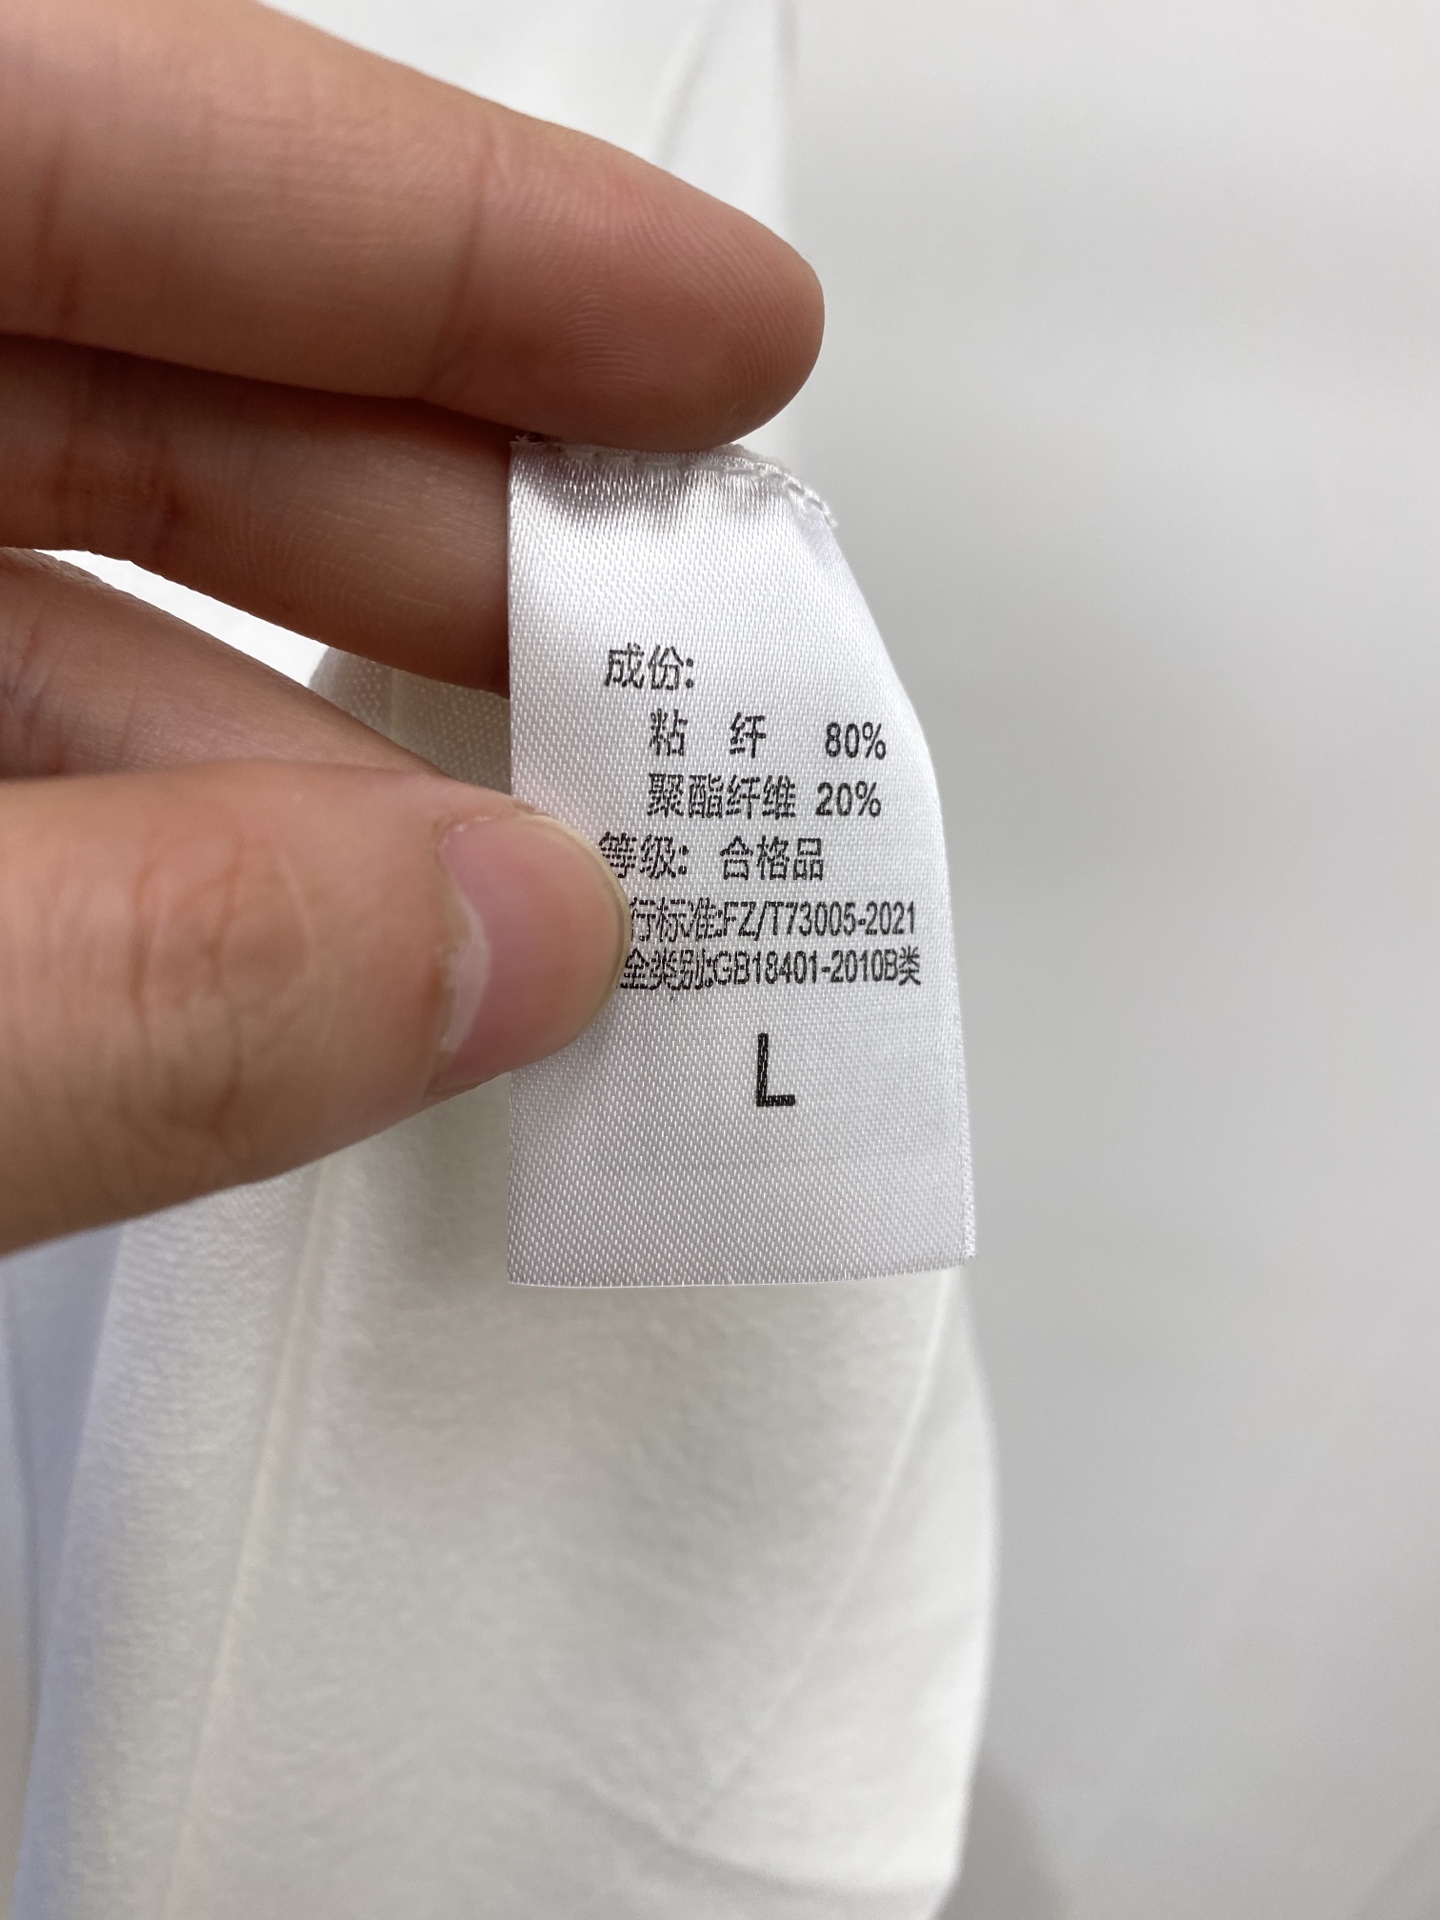 成份:
粘 纤 80%
聚酯纤维 20%
等级: 合格品
行标准:FZ/T73005-2021
全类别:GB18401-2010B类
L